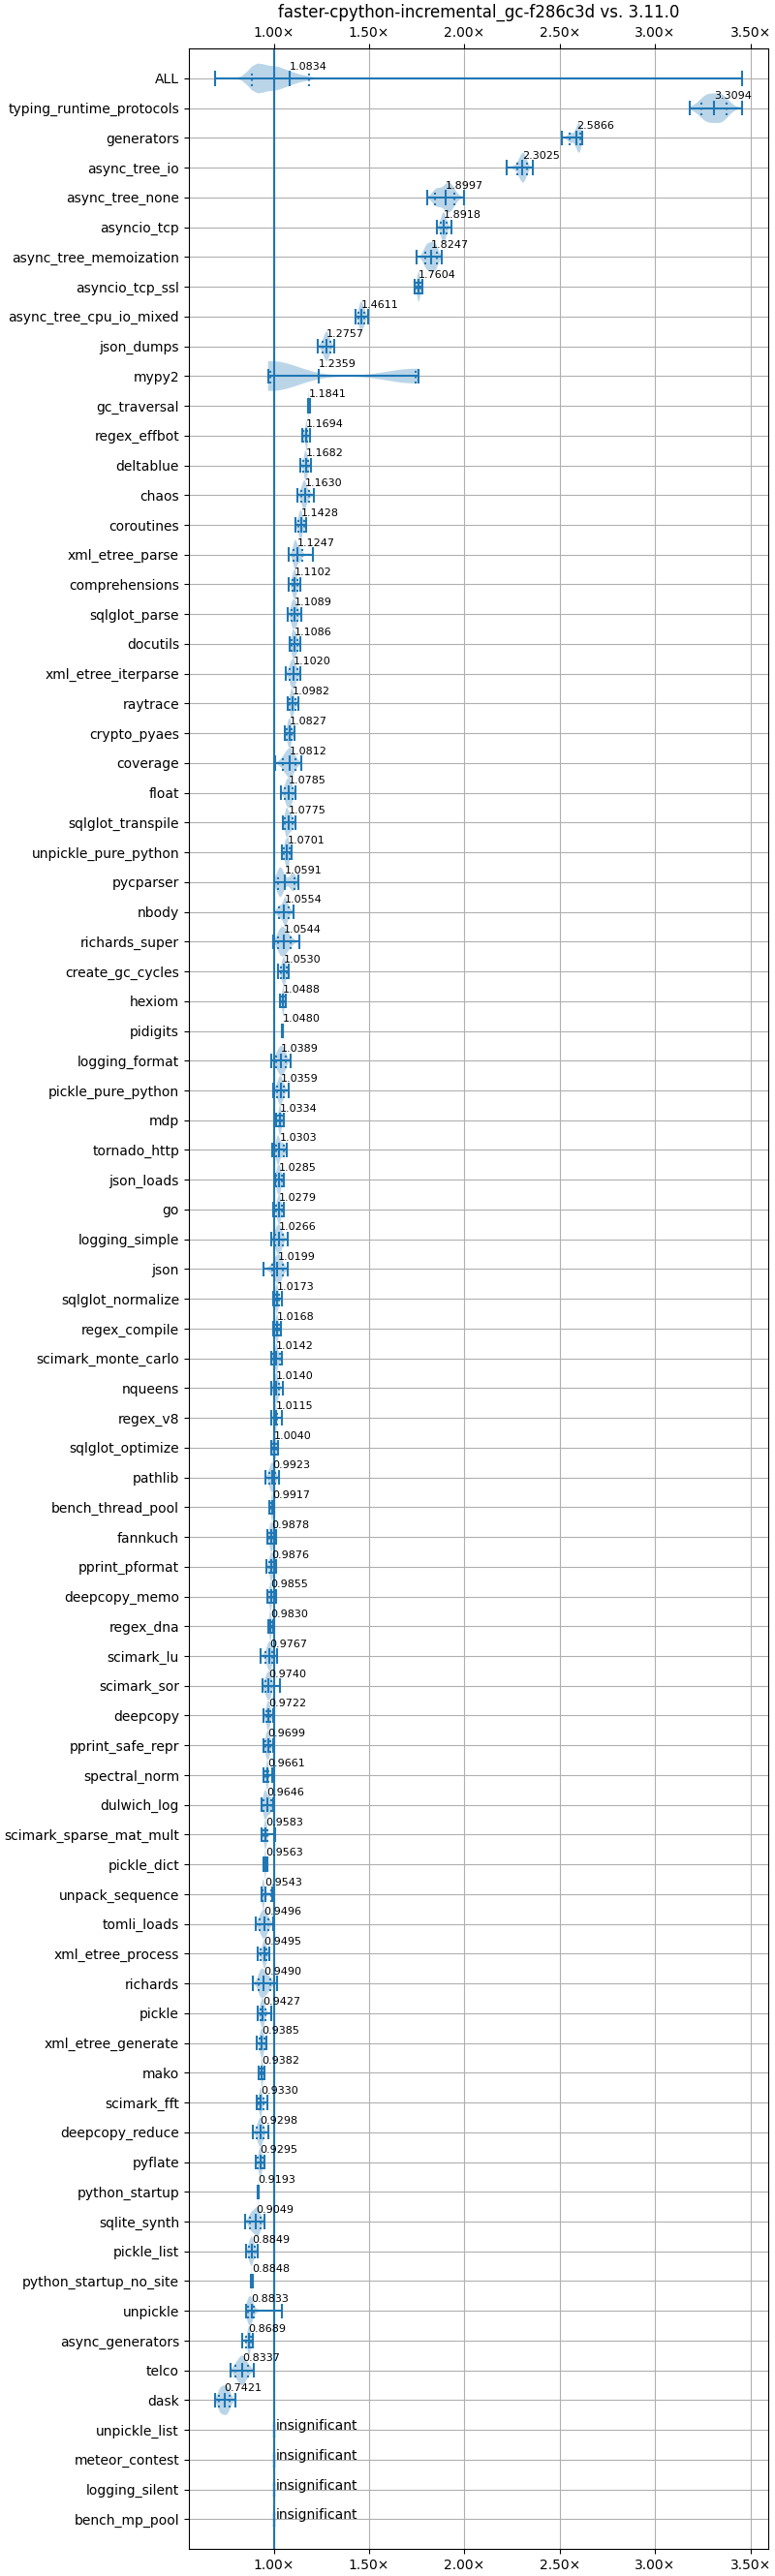 faster-cpython-incremental_gc-f286c3d vs. 3.11.0
1.00× 1.50× 2.00× 2.50× 3.00× 3.50×
ALL 1.0834
typing_runtime_protocols 3.3094
generators 2.5866
async_tree_io 2.3025
async_tree_none 1.8997
asyncio_tcp 1.8918
async_tree_memoization 1.8247
asyncio_tcp_ssl 1.7604
async_tree_cpu_io_mixed 1.4611
json_dumps 1.2757
mypy2 1.2359
gc_traversal 1.1841
regex_effbot 1.1694
deltablue 1.1682
chaos 1.1630
coroutines 1.1428
xml_etree_parse 1.1247
comprehensions 1.1102
sqlglot_parse 1.1089
docutils 1.1086
xml_etree_iterparse 1.1020
raytrace 1.0982
crypto_pyaes 1.0827
coverage 1.0812
float 1.0785
sqlglot_transpile 1.0775
unpickle_pure_python 1.0701
pycparser 1.0591
nbody 1.0554
richards_super 1.0544
create_gc_cycles 1.0530
hexiom 1.0488
pidigits 1.0480
logging_format 1.0389
pickle_pure_python 1.0359
mdp 1.0334
tornado_http 1.0303
json_loads 1.0285
go 1.0279
logging_simple 1.0266
json 1.0199
sqlglot_normalize 1.0173
regex_compile 1.0168
scimark_monte_carlo 1.0142
nqueens 1.0140
regex_v8 1.0115
sqlglot_optimize 1.0040
pathlib 0.9923
bench_thread_pool 0.9917
fannkuch 0.9878
pprint_pformat 0.9876
deepcopy_memo 0.9855
regex_dna 0.9830
scimark_lu 0.9767
scimark_sor 0.9740
deepcopy 0.9722
pprint_safe_repr 0.9699
spectral_norm 0.9661
dulwich_log 0.9646
scimark_sparse_mat_mult 0.9583
pickle_dict 0.9563
unpack_sequence 0.9543
tomli_loads 0.9496
xml_etree_process 0.9495
richards 0.9490
pickle 0.9427
xml_etree_generate 0.9385
mako 0.9382
scimark_fft 0.9330
deepcopy_reduce 0.9298
pyflate 0.9295
python_startup 0.9193
sqlite_synth 0.9049
pickle_list 0.8849
python_startup_no_site 0.8848
unpickle 0.8833
async_generators 0.8689
telco 0.8337
dask 0.7421
unpickle_list insignificant
meteor_contest insignificant
logging_silent insignificant
bench_mp_pool insignificant
1.00× 1.50× 2.00× 2.50× 3.00× 3.50×